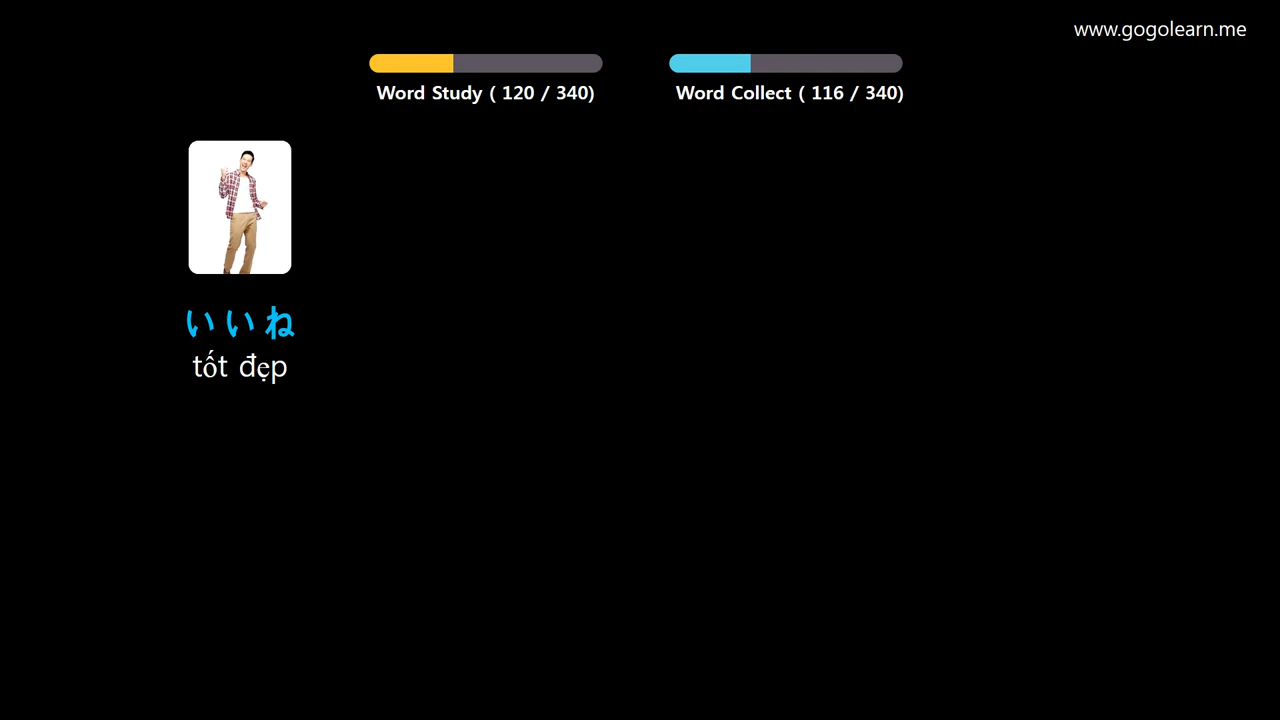 www.gogolearn.me
Word Study ( 120 / 340)
Word Collect ( 116 / 340)
いいね
tốt đẹp